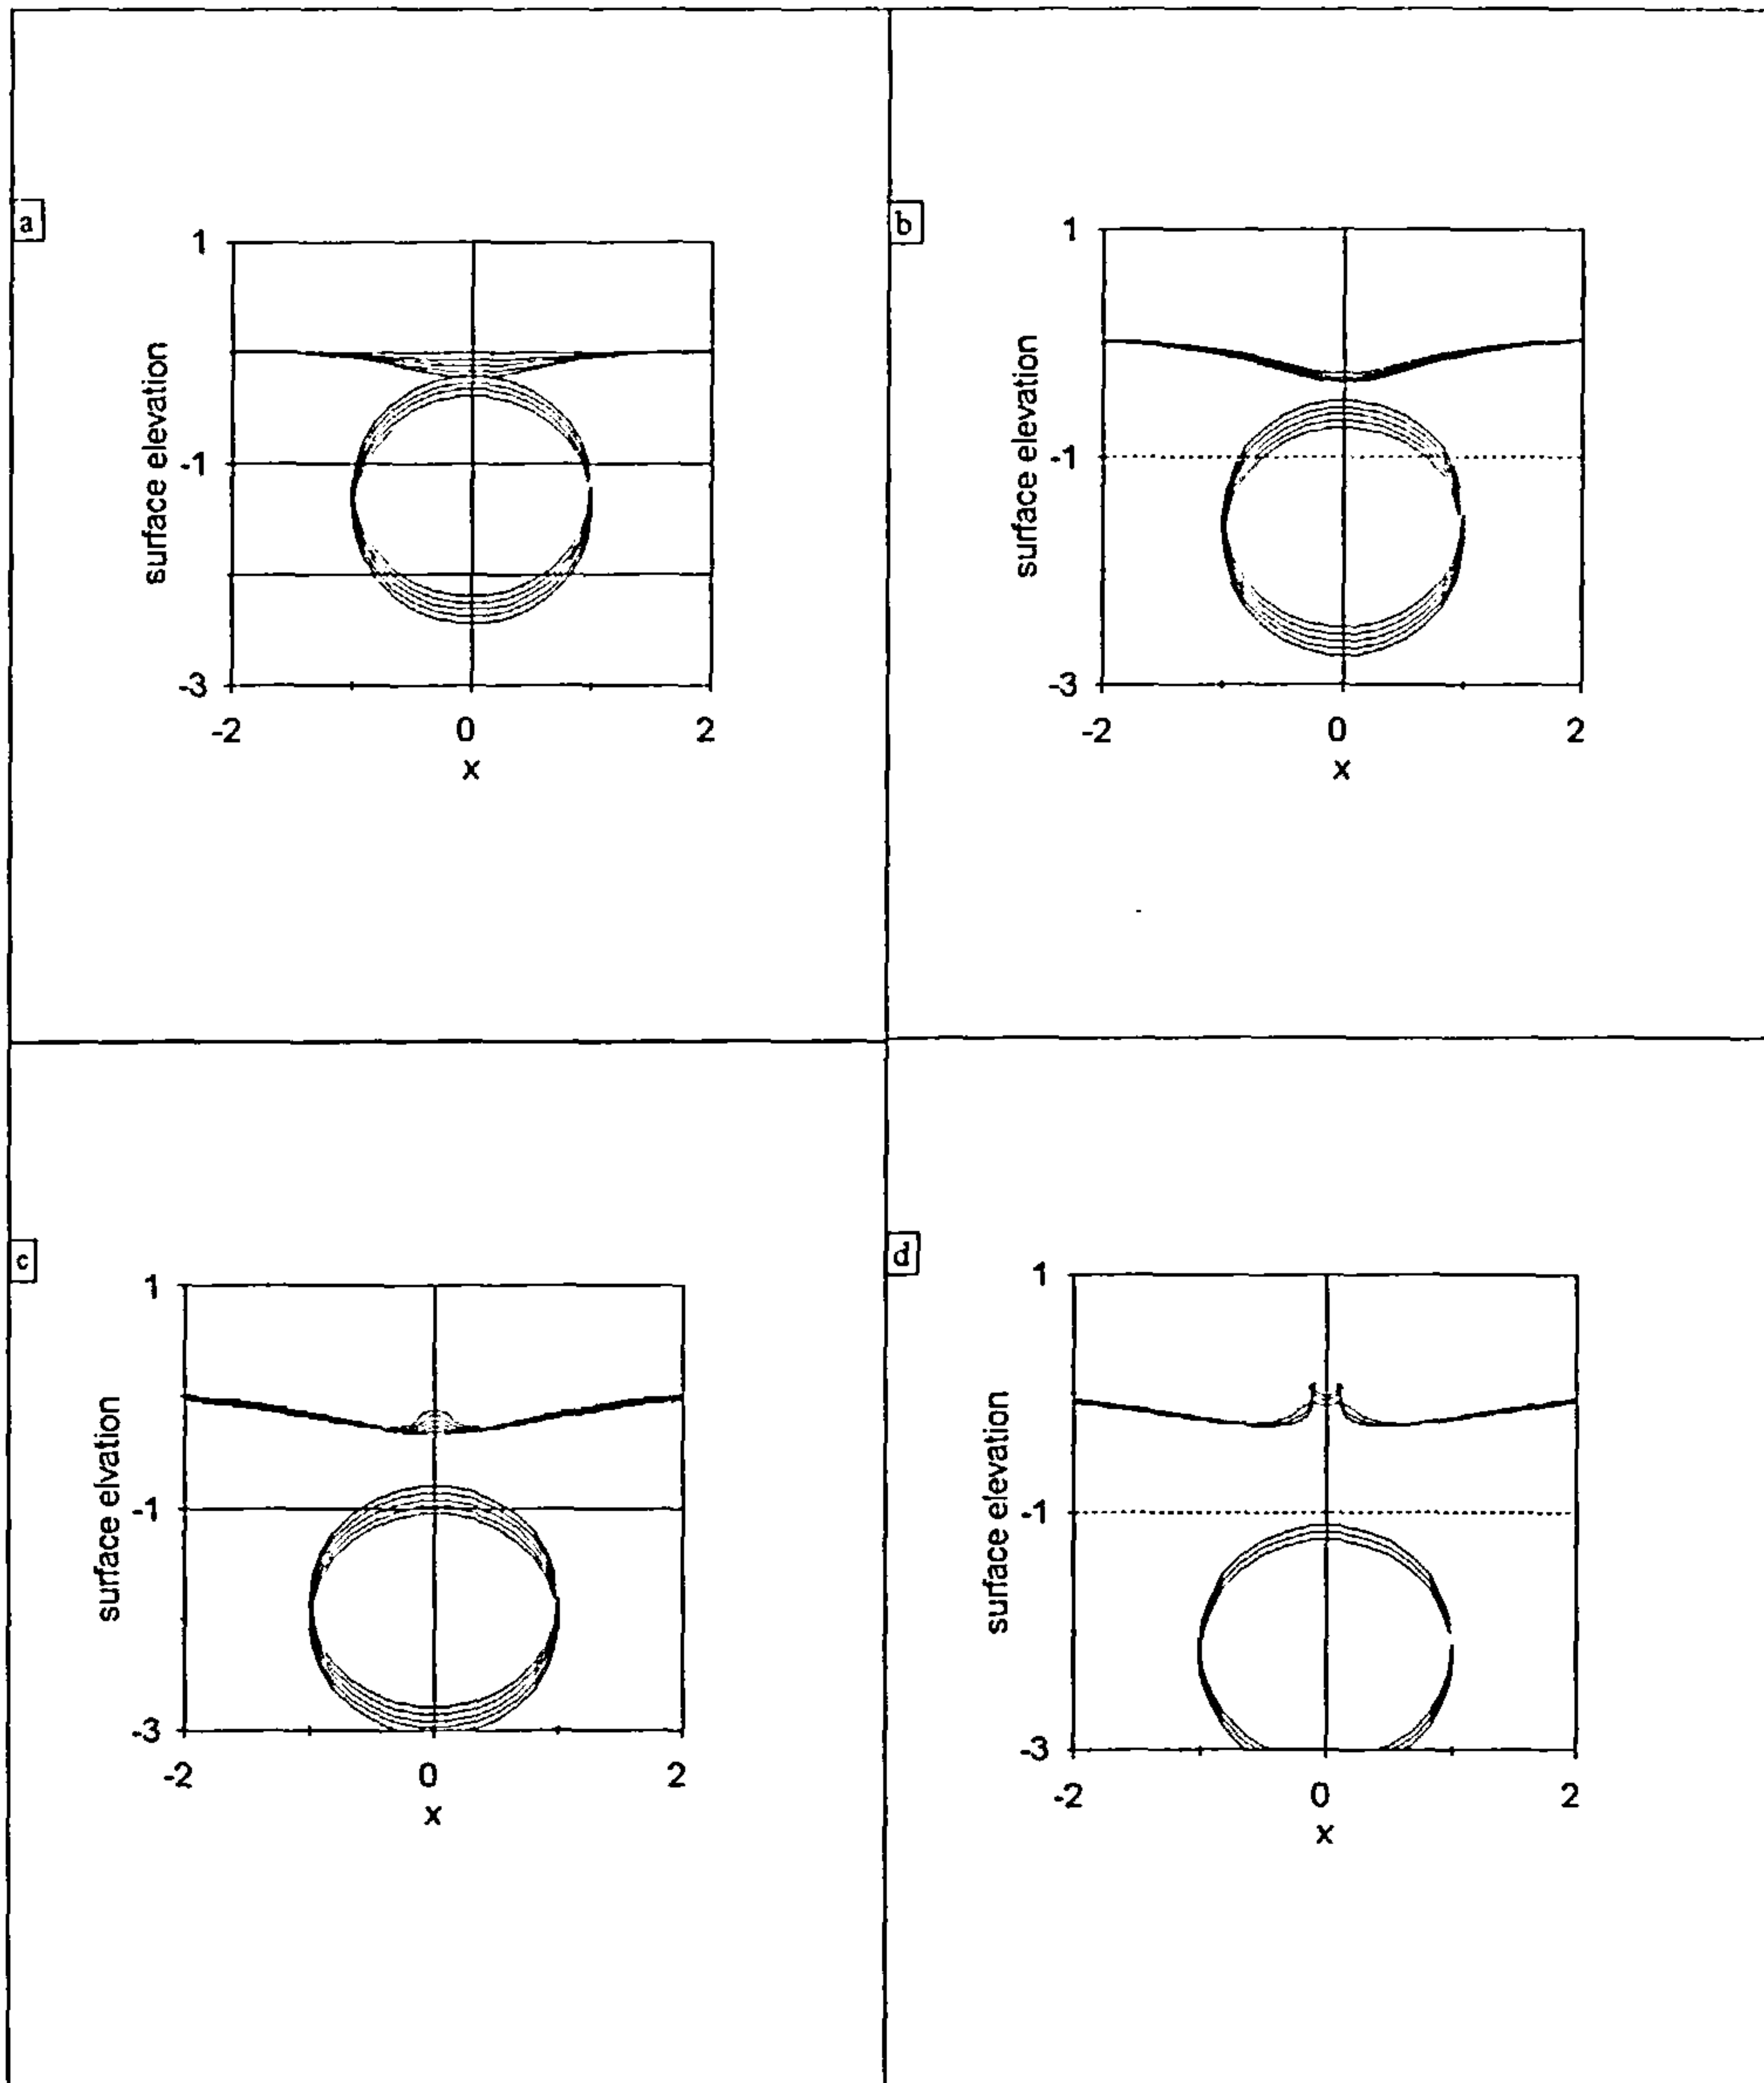 a
1
surface elevation
-1
-3
-2 0 2
x
b
1
surface elevation
-1
-3
-2 0 2
x
c
1
surface elvation
-1
-3
-2 0 2
x
d
1
surface elevation
-1
-3
-2 0 2
x